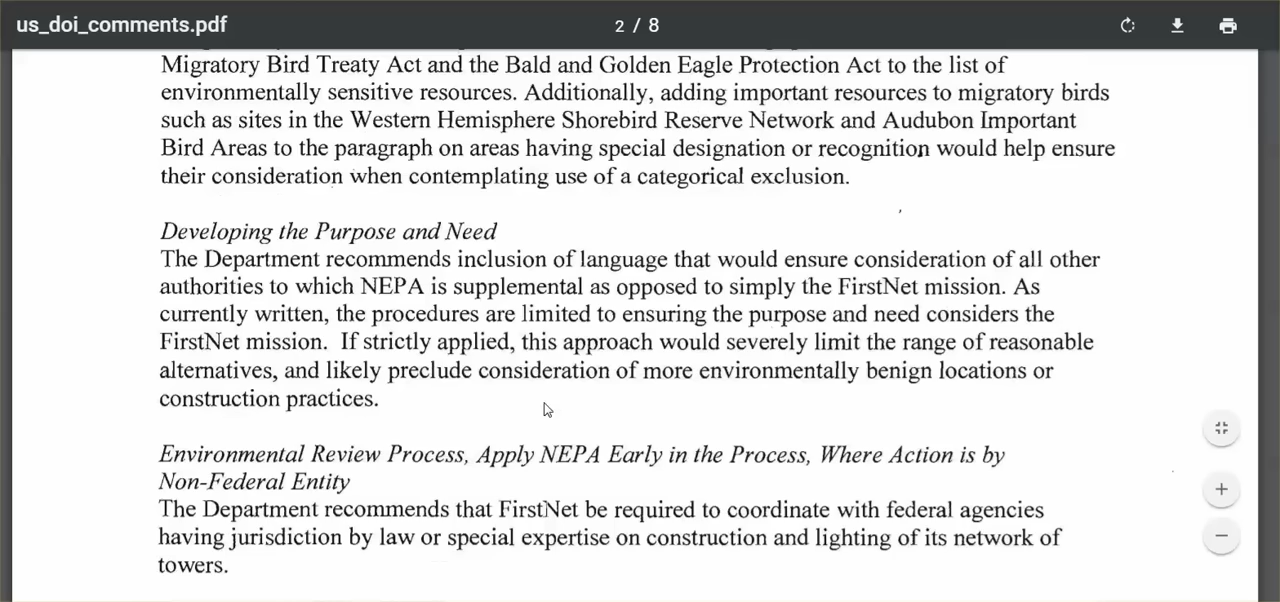 us_doi_comments.pdf
2 / 8
Migratory Bird Treaty Act and the Bald and Golden Eagle Protection Act to the list of
environmentally sensitive resources. Additionally, adding important resources to migratory birds
such as sites in the Western Hemisphere Shorebird Reserve Network and Audubon Important
Bird Areas to the paragraph on areas having special designation or recognition would help ensure
their consideration when contemplating use of a categorical exclusion.
Developing the Purpose and Need
The Department recommends inclusion of language that would ensure consideration of all other
authorities to which NEPA is supplemental as opposed to simply the FirstNet mission. As
currently written, the procedures are limited to ensuring the purpose and need considers the
FirstNet mission. If strictly applied, this approach would severely limit the range of reasonable
alternatives, and likely preclude consideration of more environmentally benign locations or
construction practices.
Environmental Review Process, Apply NEPA Early in the Process, Where Action is by
Non-Federal Entity
The Department recommends that FirstNet be required to coordinate with federal agencies
having jurisdiction by law or special expertise on construction and lighting of its network of
towers.